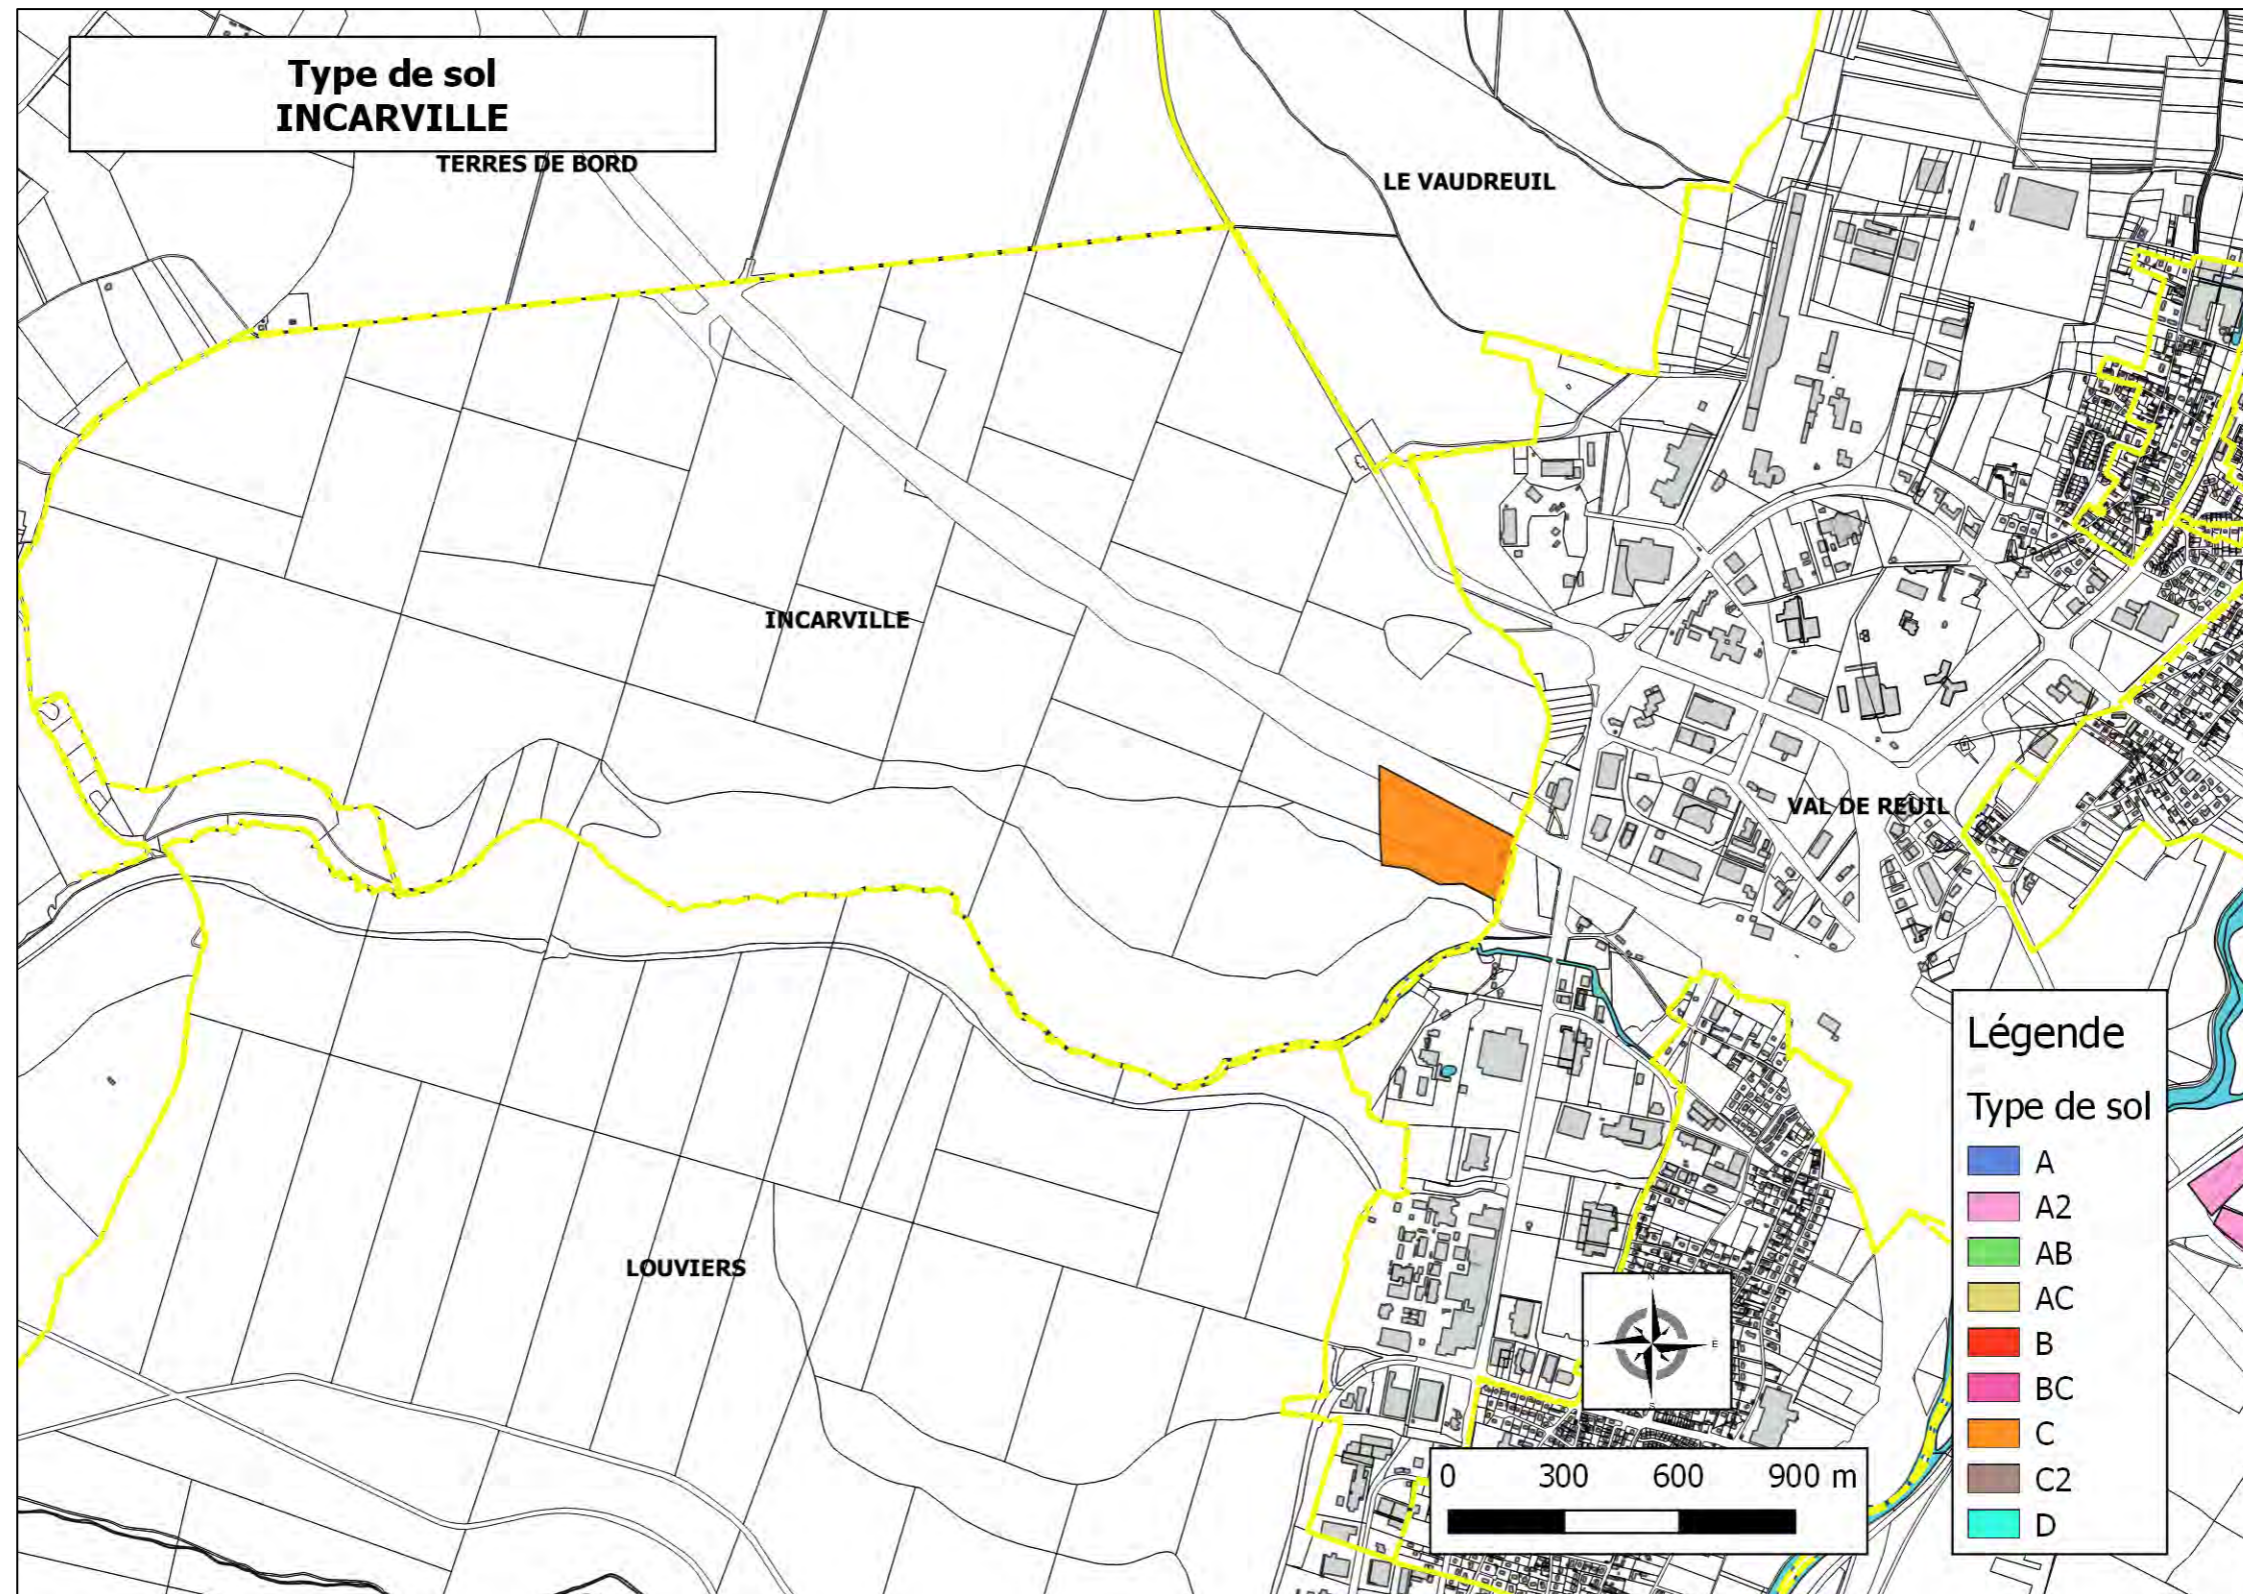 Type de sol
INCARVILLE
TERRES DE BORD
LE VAUDREUIL
INCARVILLE
VAL DE REUIL
LOUVIERS
Légende
Type de sol
A
A2
AB
AC
B
BC
C
C2
D
N
E
S
0 300 600 900 m